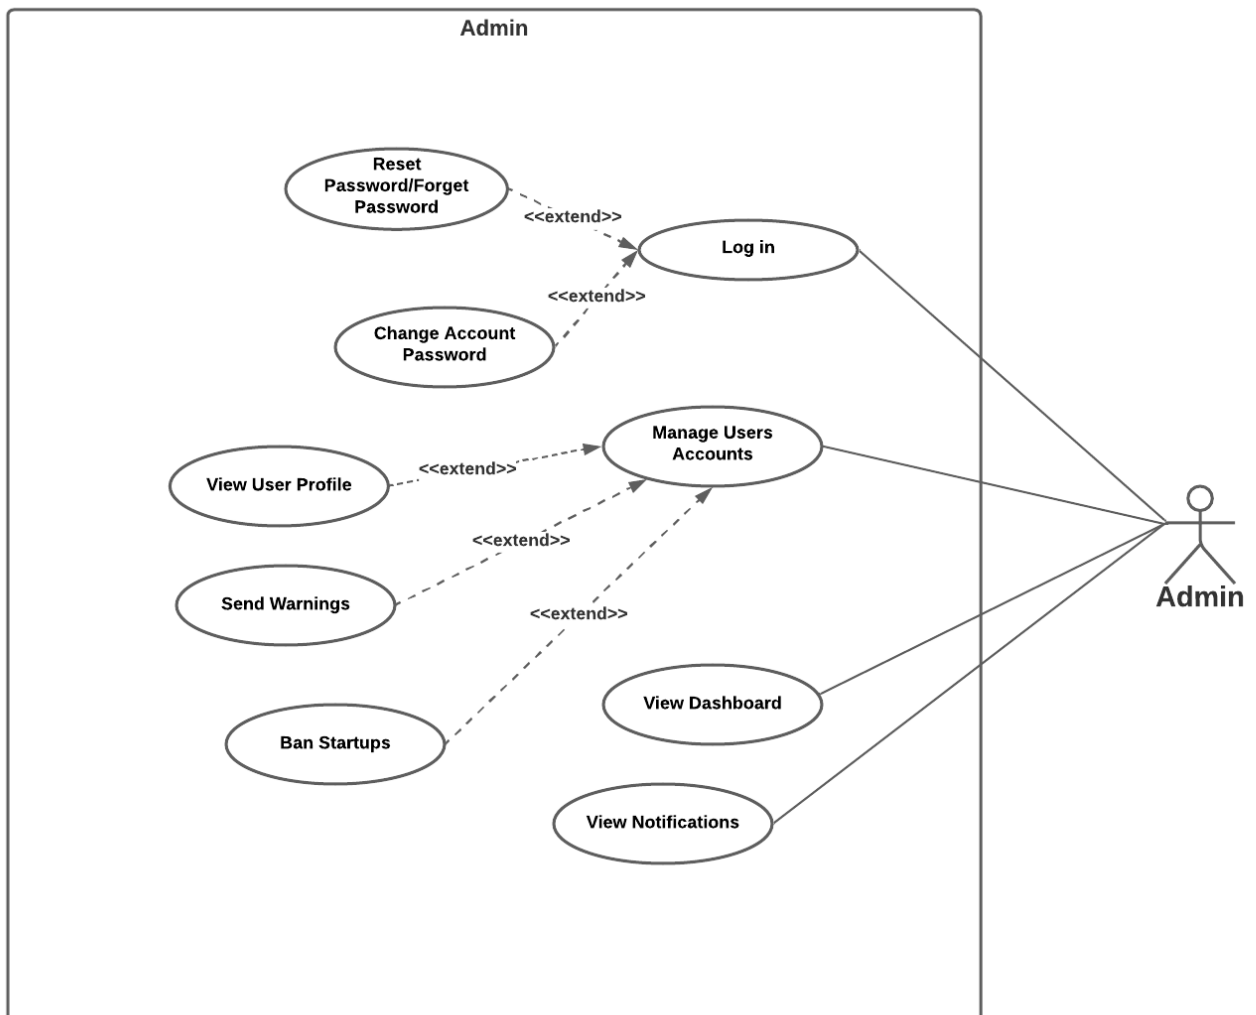 Admin
Reset
Password/Forget
Password
<<extend>>
Log in
<<extend>>
Change Account
Password
Manage Users
Accounts
<<extend>>
View User Profile
<<extend>>
Send Warnings
<<extend>>
Admin
View Dashboard
Ban Startups
View Notifications